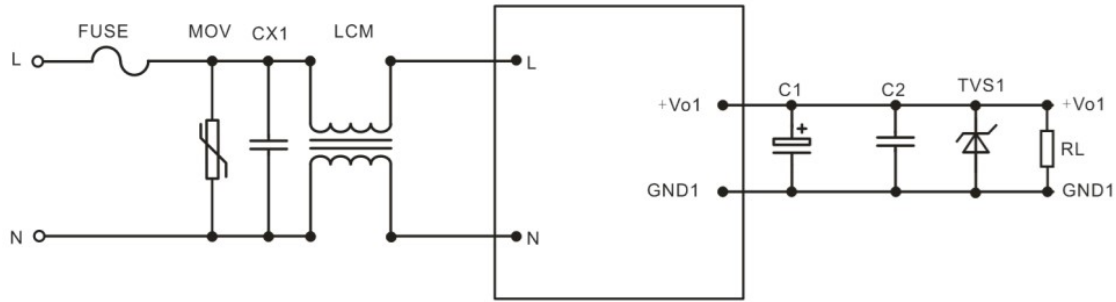 FUSE MOV CX1 LCM
L
L
+Vo1 C1 C2 TVS1 +Vo1
RL
GND1 GND1
N
N